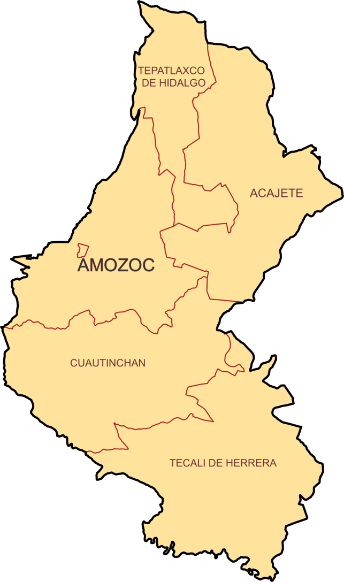 TEPATLAXCO
DE HIDALGO
ACAJETE
AMOZOC
CUAUTINCHAN
TECALI DE HERRERA